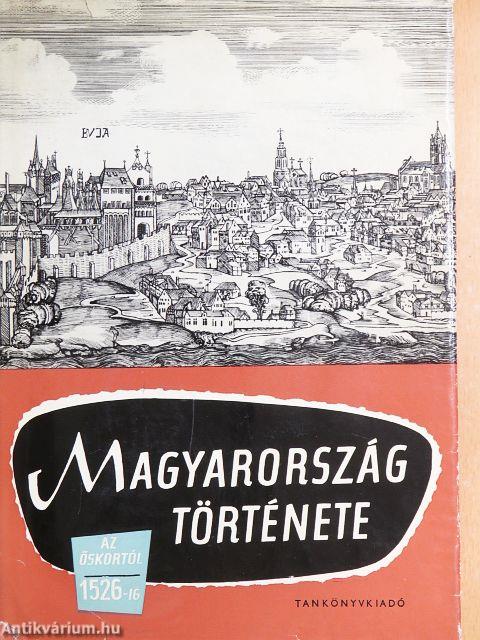 BVDA
MAGYARORSZÁG
TÖRTÉNETE
AZ
ŐSKORTÓL
1526-IG
TANKÖNYVKIADÓ
Antikvárium.hu